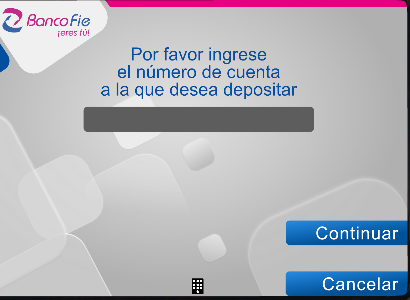 BancoFie
¡eres tú!
Por favor ingrese
el número de cuenta
a la que desea depositar
Continuar
Cancelar